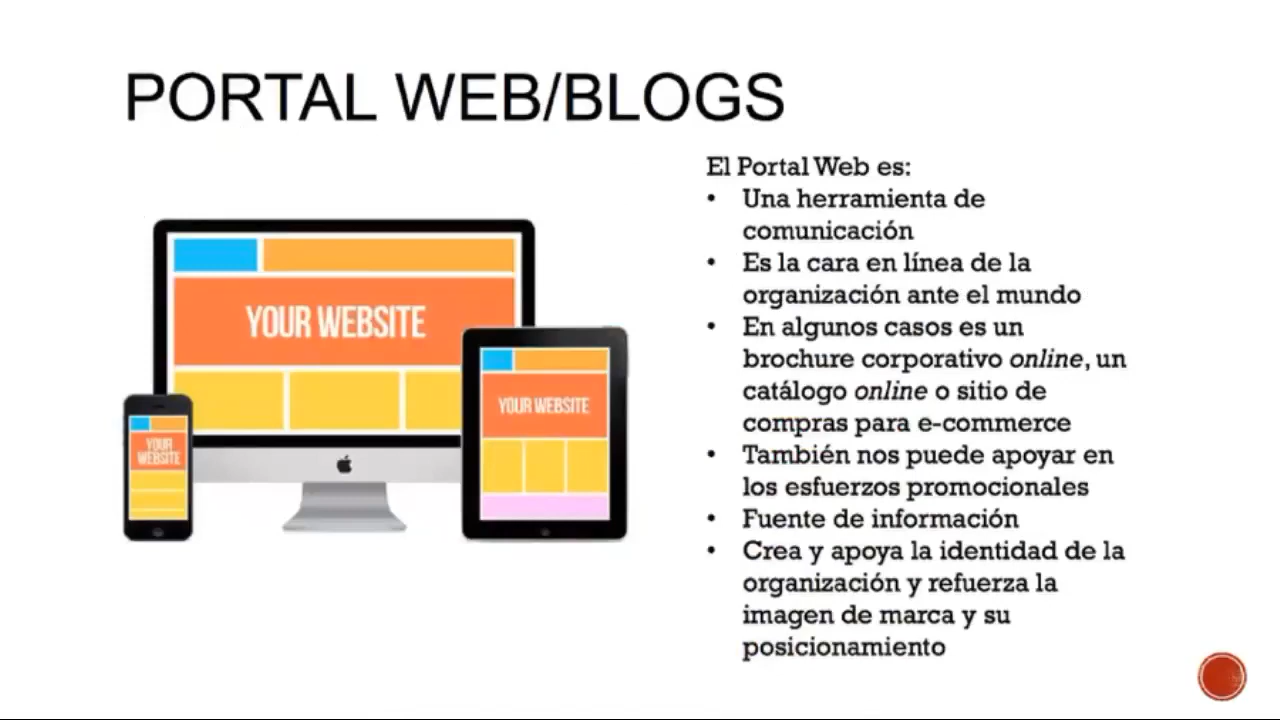 PORTAL WEB/BLOGS
El Portal Web es:
• Una herramienta de
comunicación
• Es la cara en línea de la
organización ante el mundo
• En algunos casos es un
brochure corporativo online, un
catálogo online o sitio de
compras para e-commerce
• También nos puede apoyar en
los esfuerzos promocionales
• Fuente de información
• Crea y apoya la identidad de la
organización y refuerza la
imagen de marca y su
posicionamiento
YOUR WEBSITE
YOUR WEBSITE
YOUR
WEBSITE